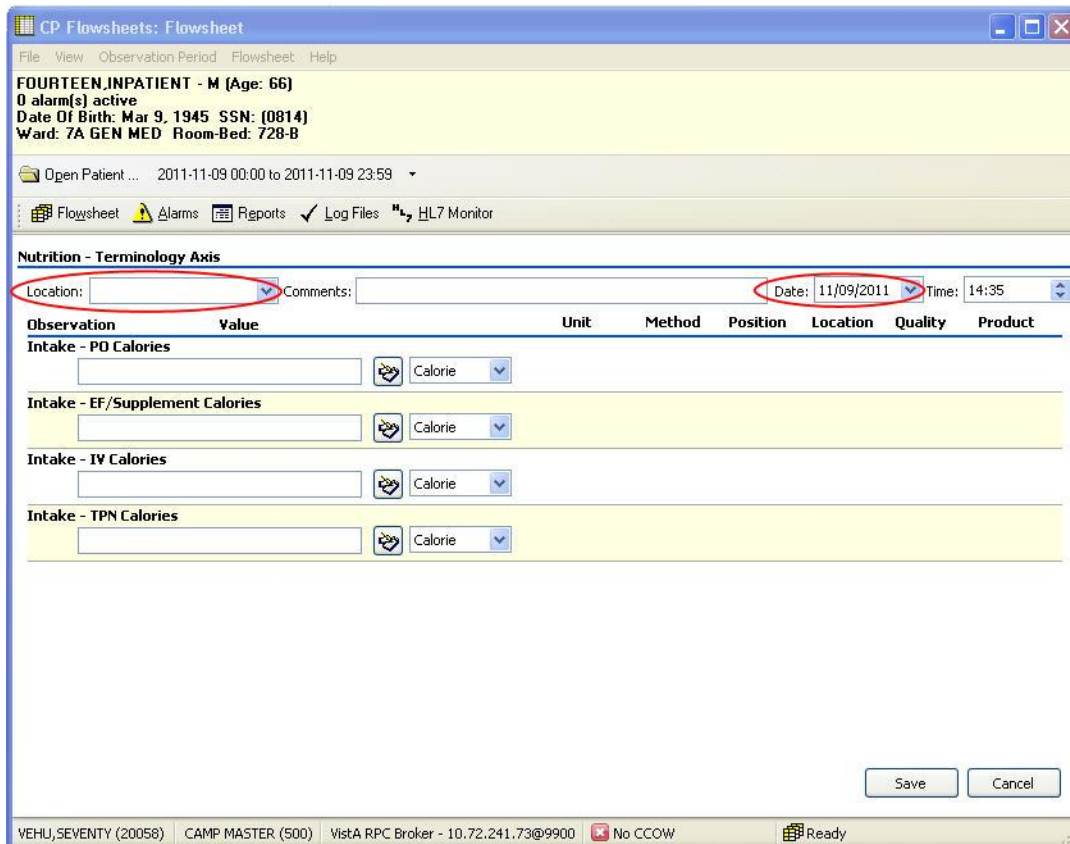 CP Flowsheets: Flowsheet
File View Observation Period Flowsheet Help
FOURTEEN,INPATIENT - M (Age: 66)
0 alarm(s) active
Date Of Birth: Mar 9, 1945 SSN: (0814)
Ward: 7A GEN MED Room-Bed: 728-B
Open Patient ... 2011-11-09 00:00 to 2011-11-09 23:59
Flowsheet Alarms Reports Log Files HL7 HL7 Monitor
Nutrition - Terminology Axis
Location: Comments: Date: 11/09/2011 Time: 14:35
Observation Value Unit Method Position Location Quality Product
Intake - PO Calories
Calorie
Intake - EF/Supplement Calories
Calorie
Intake - IV Calories
Calorie
Intake - TPN Calories
Calorie
Save Cancel
VEHU,SEVENTY (20058) CAMP MASTER (500) VistA RPC Broker - 10.72.241.73@9900 No CCOW Ready